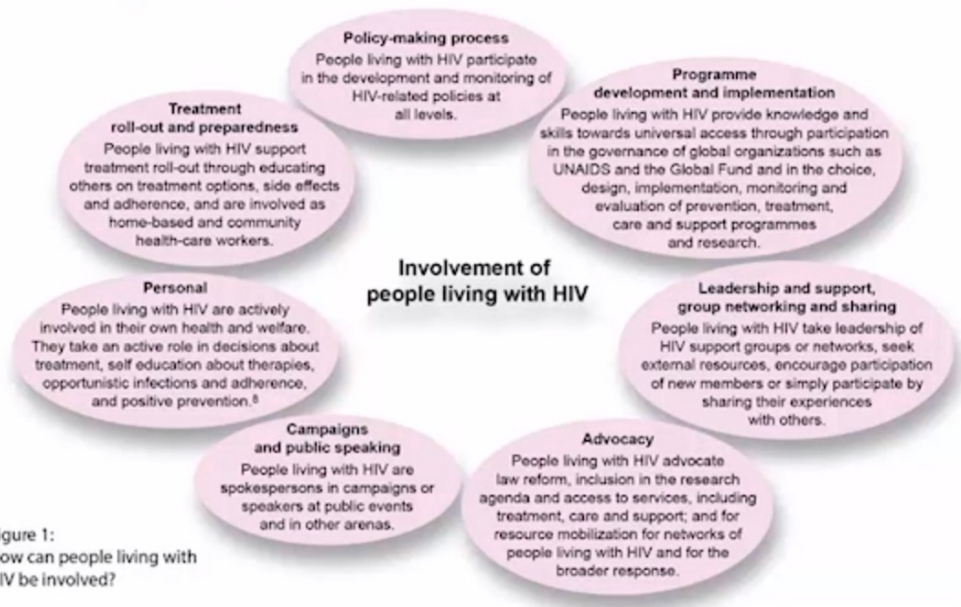 Policy-making process
People living with HIV participate
in the development and monitoring of
HIV-related policies at
all levels.
Programme
development and implementation
People living with HIV provide knowledge and
skills towards universal access through participation
in the governance of global organizations such as
UNAIDS and the Global Fund and in the choice,
design, implementation, monitoring and
evaluation of prevention, treatment,
care and support programmes
and research.
Treatment
roll-out and preparedness
People living with HIV support
treatment roll-out through educating
others on treatment options, side effects
and adherence, and are involved as
home-based and community
health-care workers.
Involvement of
people living with HIV
Personal
People living with HIV are actively
involved in their own health and welfare.
They take an active role in decisions about
treatment, self education about therapies,
opportunistic infections and adherence,
and positive prevention.⁸
Leadership and support,
group networking and sharing
People living with HIV take leadership of
HIV support groups or networks, seek
external resources, encourage participation
of new members or simply participate by
sharing their experiences
with others.
Campaigns
and public speaking
People living with HIV are
spokespersons in campaigns or
speakers at public events
and in other arenas.
Advocacy
People living with HIV advocate
law reform, inclusion in the research
agenda and access to services, including
treatment, care and support; and for
resource mobilization for networks of
people living with HIV and for the
broader response.
igure 1:
ow can people living with
IV be involved?